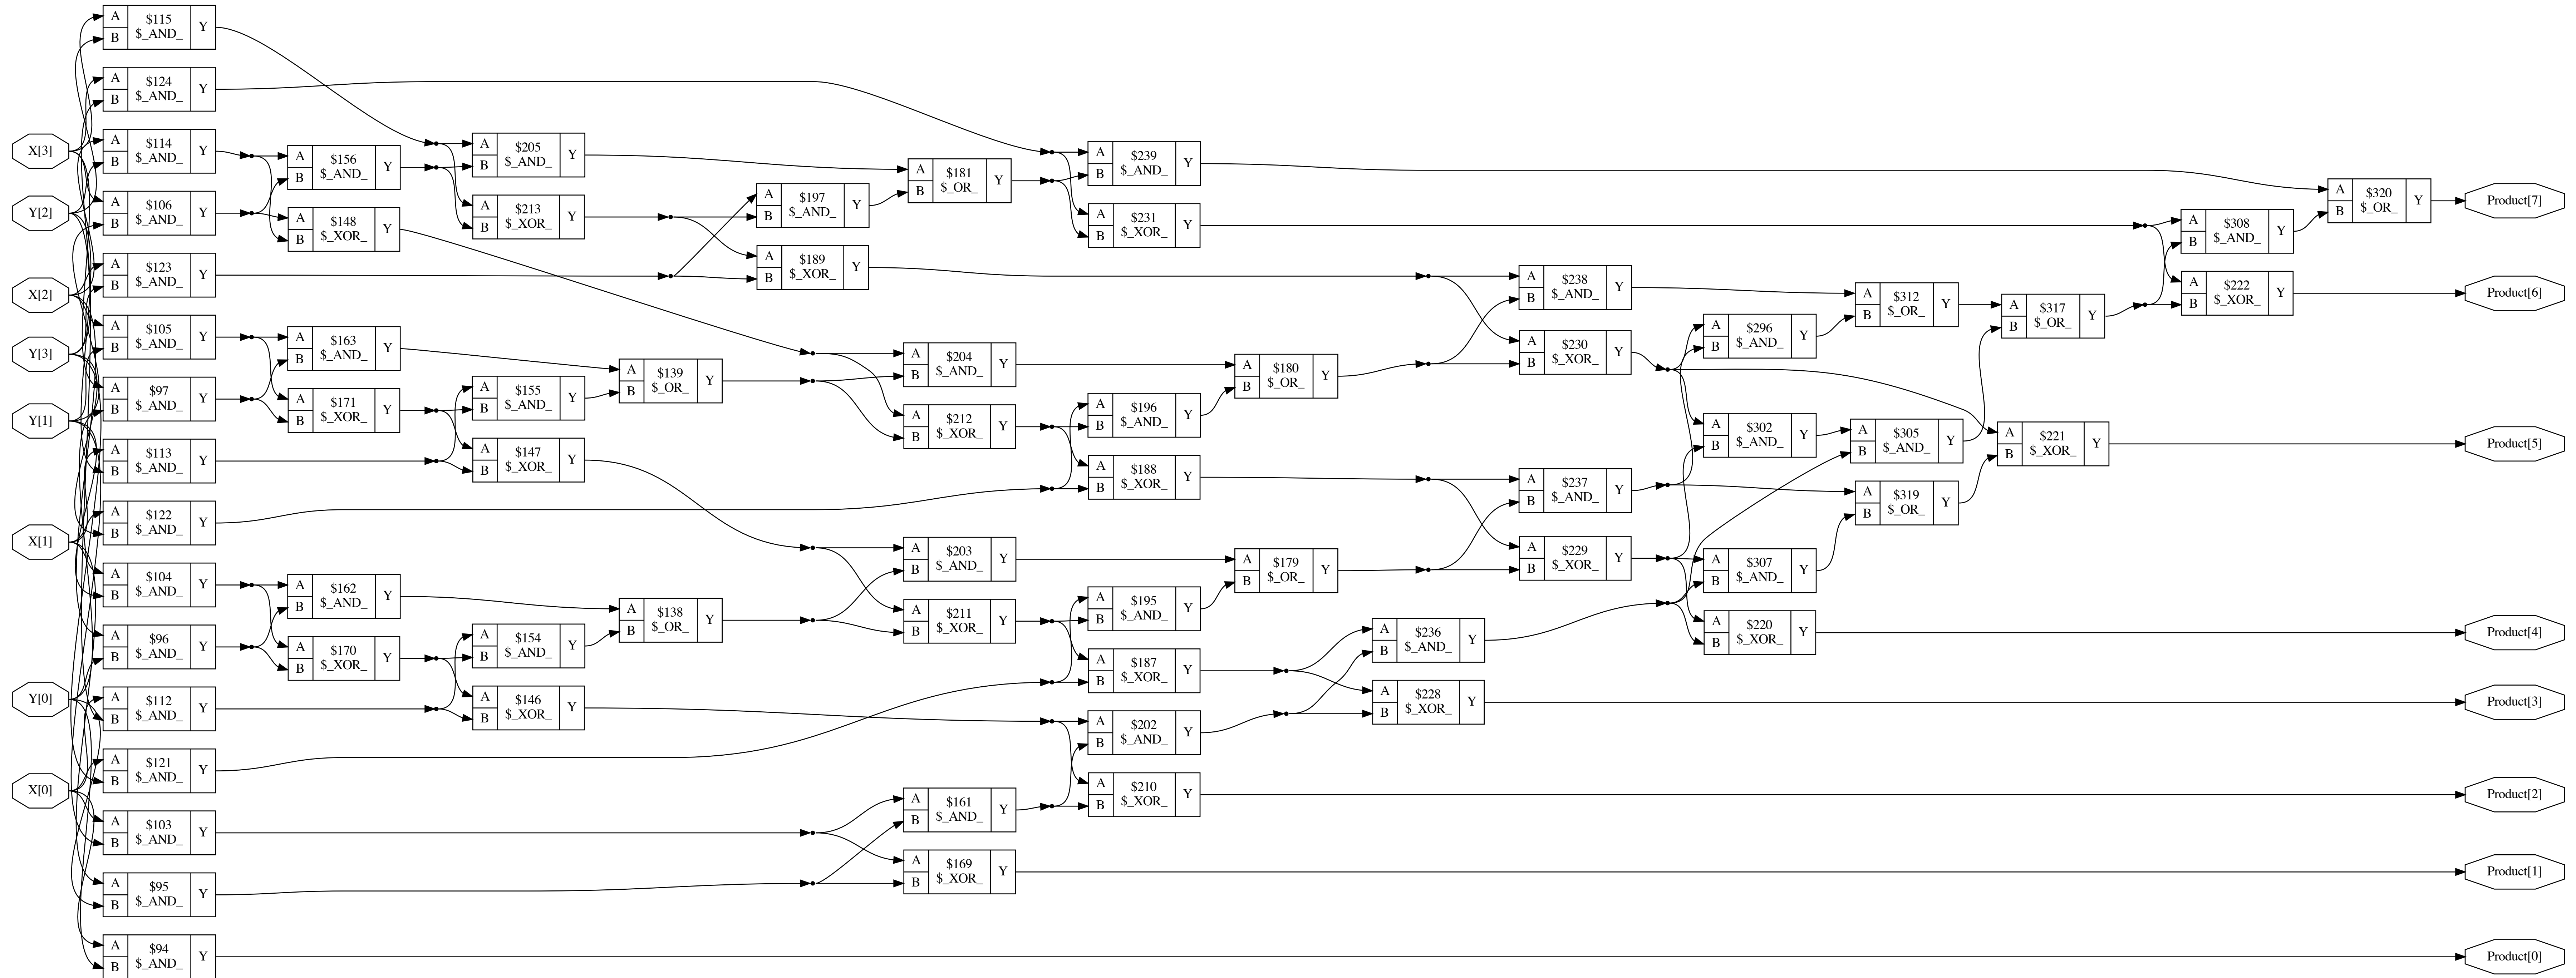 X[3]
Y[2]
X[2]
Y[3]
Y[1]
X[1]
Y[0]
X[0]
A $115 Y
B $_AND_
A $124 Y
B $_AND_
A $114 Y
B $_AND_
A $106 Y
B $_AND_
A $123 Y
B $_AND_
A $105 Y
B $_AND_
A $97 Y
B $_AND_
A $113 Y
B $_AND_
A $122 Y
B $_AND_
A $104 Y
B $_AND_
A $96 Y
B $_AND_
A $112 Y
B $_AND_
A $121 Y
B $_AND_
A $103 Y
B $_AND_
A $95 Y
B $_AND_
A $94 Y
B $_AND_
A $156 Y
B $_AND_
A $148 Y
B $_XOR_
A $163 Y
B $_AND_
A $171 Y
B $_XOR_
A $162 Y
B $_AND_
A $170 Y
B $_XOR_
A $205 Y
B $_AND_
A $213 Y
B $_XOR_
A $155 Y
B $_AND_
A $147 Y
B $_XOR_
A $154 Y
B $_AND_
A $146 Y
B $_XOR_
A $139 Y
B $_OR_
A $138 Y
B $_OR_
A $197 Y
B $_AND_
A $189 Y
B $_XOR_
A $181 Y
B $_OR_
A $204 Y
B $_AND_
A $212 Y
B $_XOR_
A $203 Y
B $_AND_
A $211 Y
B $_XOR_
A $161 Y
B $_AND_
A $169 Y
B $_XOR_
A $239 Y
B $_AND_
A $231 Y
B $_XOR_
A $196 Y
B $_AND_
A $188 Y
B $_XOR_
A $195 Y
B $_AND_
A $187 Y
B $_XOR_
A $202 Y
B $_AND_
A $210 Y
B $_XOR_
A $180 Y
B $_OR_
A $179 Y
B $_OR_
A $236 Y
B $_AND_
A $228 Y
B $_XOR_
A $238 Y
B $_AND_
A $230 Y
B $_XOR_
A $237 Y
B $_AND_
A $229 Y
B $_XOR_
A $296 Y
B $_AND_
A $302 Y
B $_AND_
A $307 Y
B $_AND_
A $220 Y
B $_XOR_
A $312 Y
B $_OR_
A $305 Y
B $_AND_
A $319 Y
B $_OR_
A $317 Y
B $_OR_
A $221 Y
B $_XOR_
A $308 Y
B $_AND_
A $222 Y
B $_XOR_
A $320 Y
B $_OR_
Product[7]
Product[6]
Product[5]
Product[4]
Product[3]
Product[2]
Product[1]
Product[0]